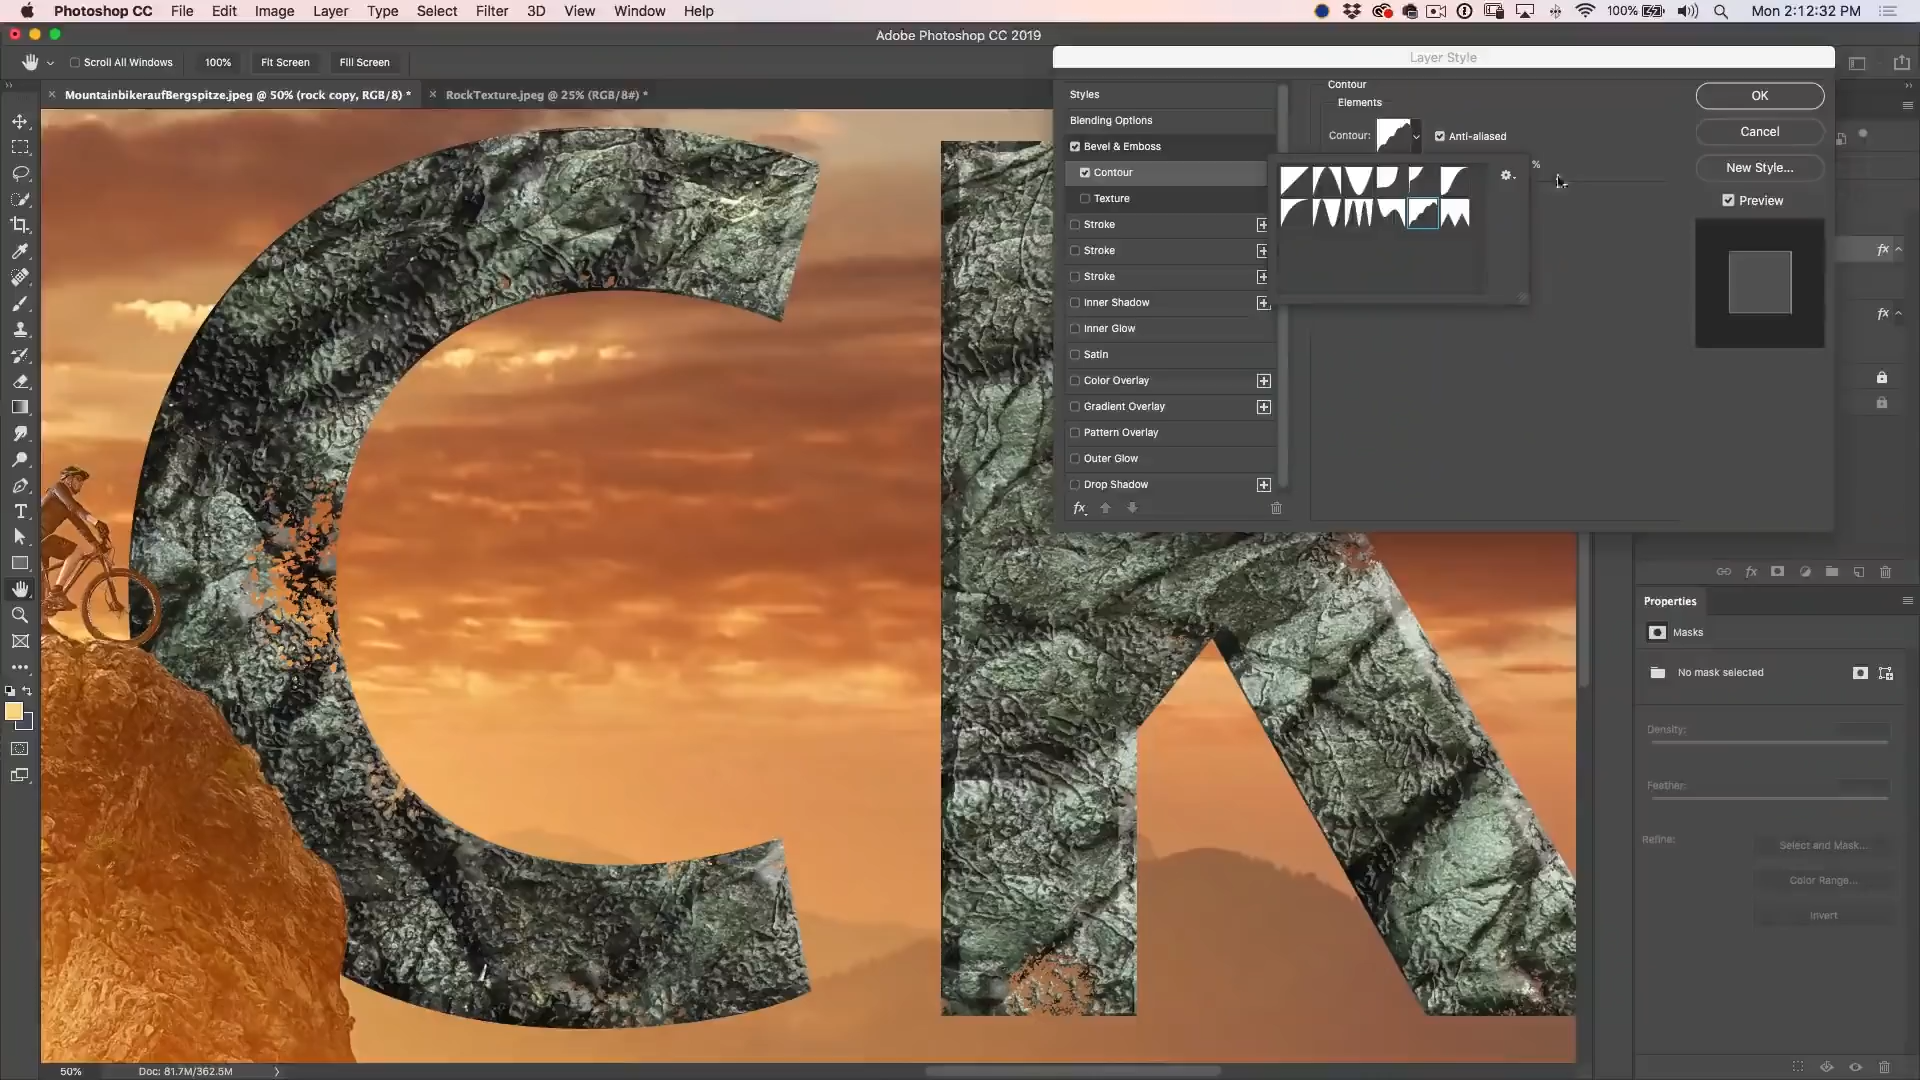 Photoshop CC File Edit Image Layer Type Select Filter 3D View Window Help 100% Mon 2:12:32 PM
Adobe Photoshop CC 2019
Scroll All Windows 100% Fit Screen Fill Screen
MountainbikeraufBergspitze.jpeg @ 50% (rock copy, RGB/8) * RockTexture.jpeg @ 25% (RGB/8#) *
Layer Style
Styles
Blending Options
Bevel & Emboss
Contour
Texture
Stroke
Stroke
Stroke
Inner Shadow
Inner Glow
Satin
Color Overlay
Gradient Overlay
Pattern Overlay
Outer Glow
Drop Shadow
fx
Contour
Elements
Contour: Anti-aliased
%
OK
Cancel
New Style...
Preview
fx
fx
fx
CR
T
Properties
Masks
No mask selected
Density:
Feather:
Refine: Select and Mask...
Color Range...
Invert
50% Doc: 81.7M/362.5M